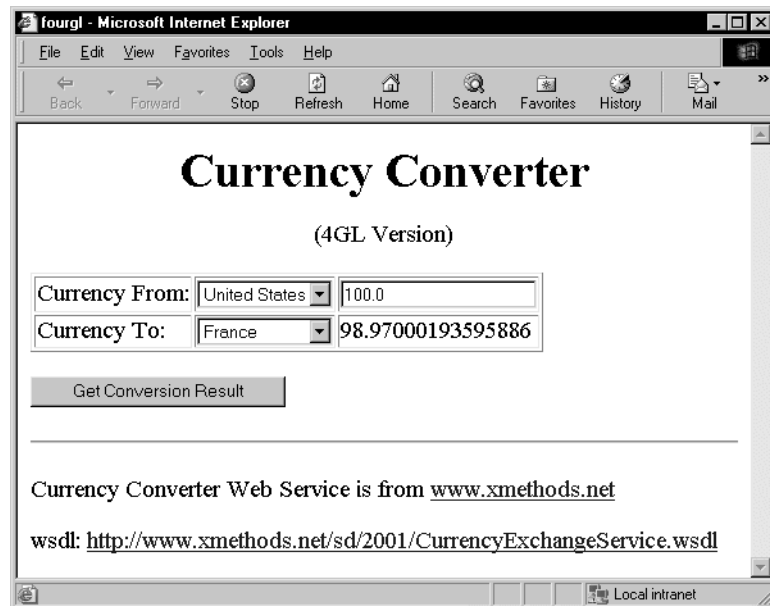 fourgl - Microsoft Internet Explorer
File Edit View Favorites Tools Help
Back Forward Stop Refresh Home Search Favorites History Mail »
Currency Converter
(4GL Version)
Currency From: United States 100.0
Currency To: France 98.97000193595886
Get Conversion Result
Currency Converter Web Service is from www.xmethods.net
wsdl: http://www.xmethods.net/sd/2001/CurrencyExchangeService.wsdl
Local intranet